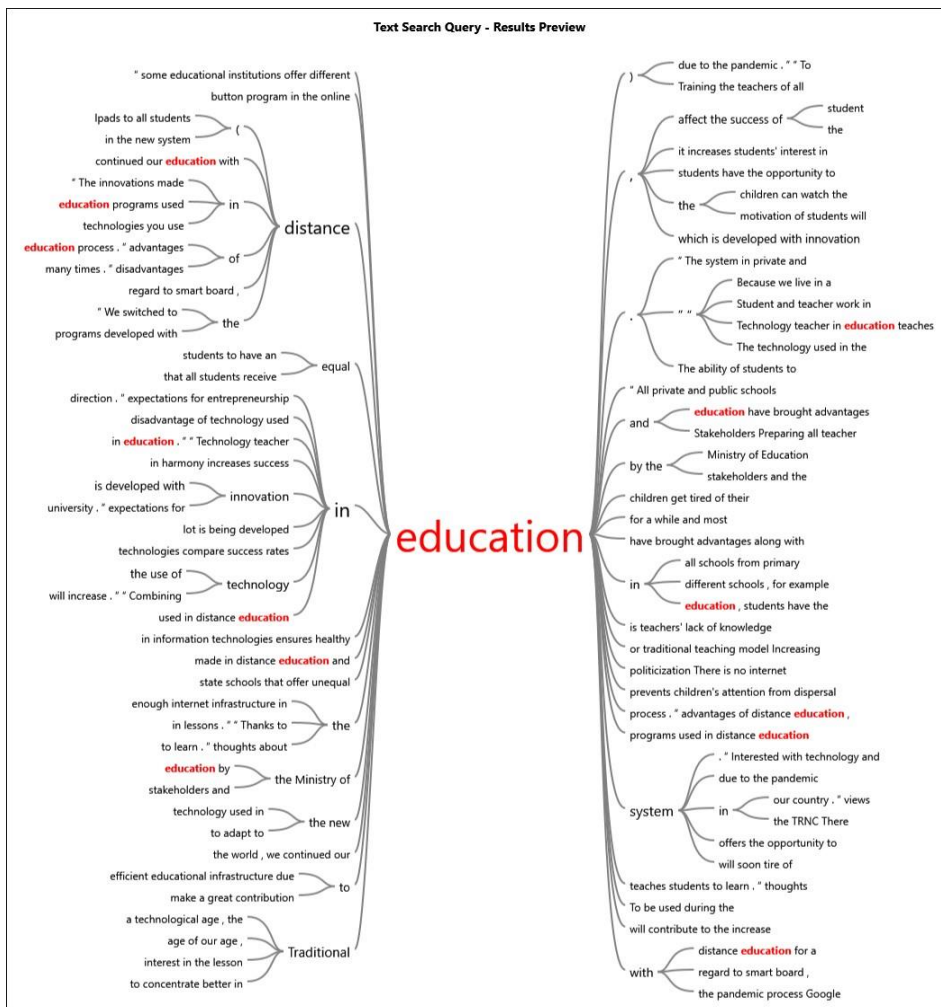 Text Search Query - Results Preview
" some educational institutions offer different
button program in the online
Ipads to all students
in the new system
(
continued our education with
" The innovations made
education programs used
technologies you use
in
education process . " advantages
many times . " disadvantages
of
regard to smart board ,
" We switched to
programs developed with
the
distance
students to have an
that all students receive
equal
direction . " expectations for entrepreneurship
disadvantage of technology used
in education . " " Technology teacher
in harmony increases success
is developed with
university . " expectations for
innovation
lot is being developed
technologies compare success rates
the use of
will increase . " " Combining
technology
used in distance education
in
in information technologies ensures healthy
made in distance education and
state schools that offer unequal
enough internet infrastructure in
in lessons . " " Thanks to
to learn . " thoughts about
the
education by
stakeholders and
the Ministry of
technology used in
to adapt to
the new
the world , we continued our
efficient educational infrastructure due
make a great contribution
to
a technological age , the
age of our age ,
interest in the lesson
to concentrate better in
Traditional
education
)
due to the pandemic . " " To
Training the teachers of all
,
affect the success of
student
the
it increases students' interest in
students have the opportunity to
the
children can watch the
motivation of students will
which is developed with innovation
.
" The system in private and
" "
Because we live in a
Student and teacher work in
Technology teacher in education teaches
The technology used in the
The ability of students to
" All private and public schools
and
education have brought advantages
Stakeholders Preparing all teacher
by the
Ministry of Education
stakeholders and the
children get tired of their
for a while and most
have brought advantages along with
in
all schools from primary
different schools , for example
education , students have the
is teachers' lack of knowledge
or traditional teaching model Increasing
politicization There is no internet
prevents children's attention from dispersal
process . " advantages of distance education ,
programs used in distance education
system
. " Interested with technology and
due to the pandemic
in
our country . " views
the TRNC There
offers the opportunity to
will soon tire of
teaches students to learn . " thoughts
To be used during the
will contribute to the increase
with
distance education for a
regard to smart board ,
the pandemic process Google